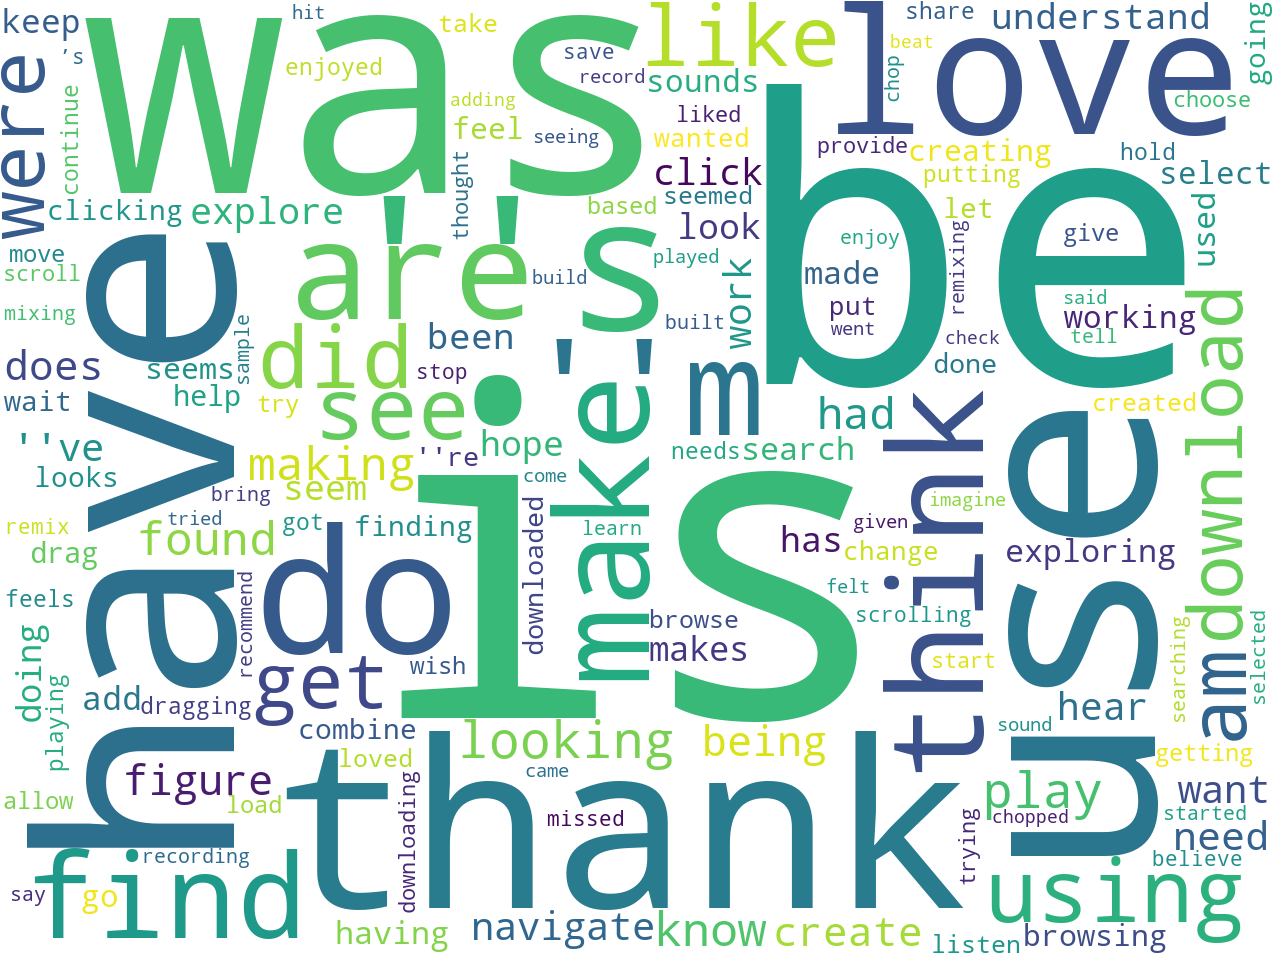 keep
hit
was
take
like
love
share
understand
going
's
enjoyed
save
record
sounds
beat
chop
were
continue
adding
feel
seeing
liked
wanted
choose
provide
creating
hold
thought
click
putting
select
clicking
explore
based
seemed
let
used
move
are
's
look
enjoy
give
scroll
build
played
made
remixing
be
said
mixing
have
did
been
built
work
put
went
working
tell
download
does
seems
sample
stop
'
'
m
check
done
wait
help
try
see
.
make
had
created
''ve
hope
needs
search
think
use
looks
making
''re
come
bring
seem
imagine
remix
tried
found
got
finding
downloaded
learn
has
given
exploring
drag
do
is
change
feels
recommend
felt
browse
scrolling
doing
get
wish
makes
start
searching
am
selected
add
dragging
hear
playing
combine
looking
being
sound
figure
loved
came
thank
getting
allow
load
downloading
missed
play
want
chopped
started
recording
trying
need
find
believe
say
go
using
having
navigate
know
create
listen
browsing